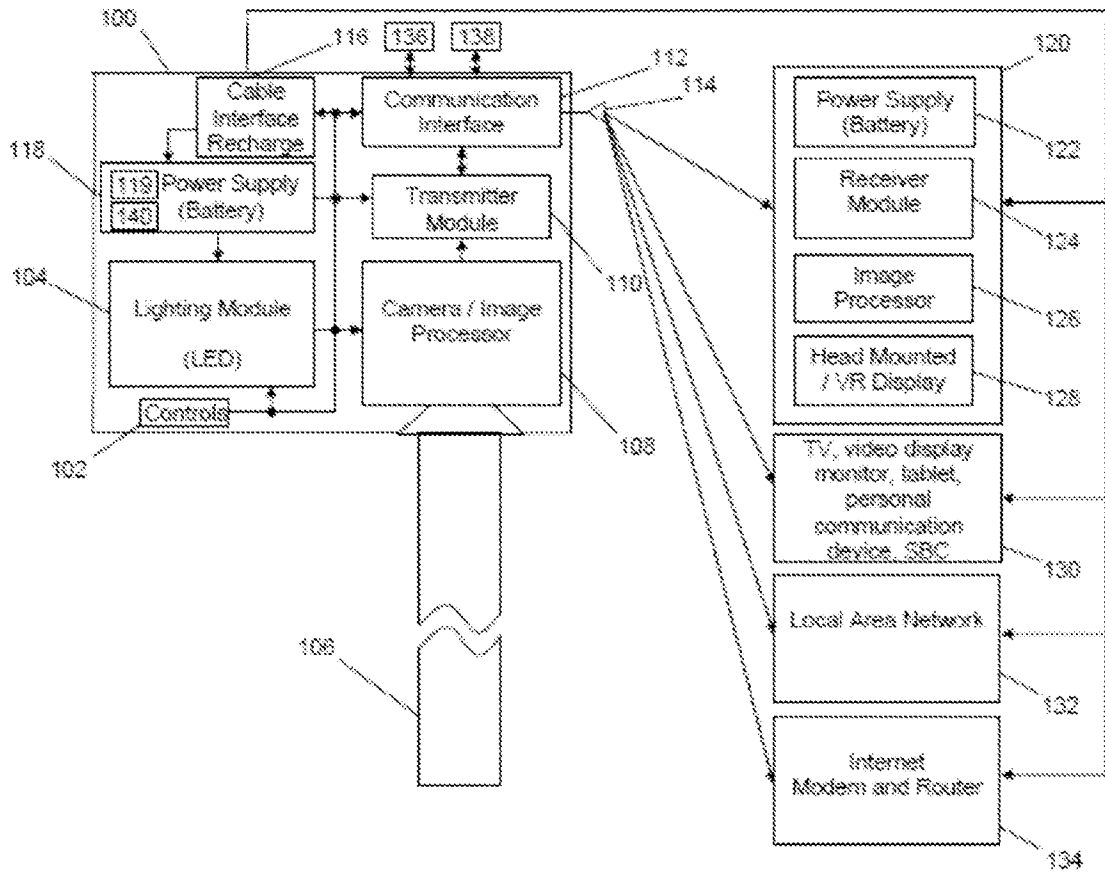 100
116
136
138
112
114
120
Cable
Interface
Recharge
Communication
Interface
Power Supply
(Battery)
122
118
119
140
Power Supply
(Battery)
Transmitter
Module
110
Receiver
Module
124
104
Lighting Module
(LED)
Camera / Image
Processor
108
Image
Processor
126
Head Mounted
/ VR Display
128
Controls
102
TV, video display
monitor, tablet,
personal
communication
device, SBC
130
106
Local Area Network
132
Internet
Modem and Router
134